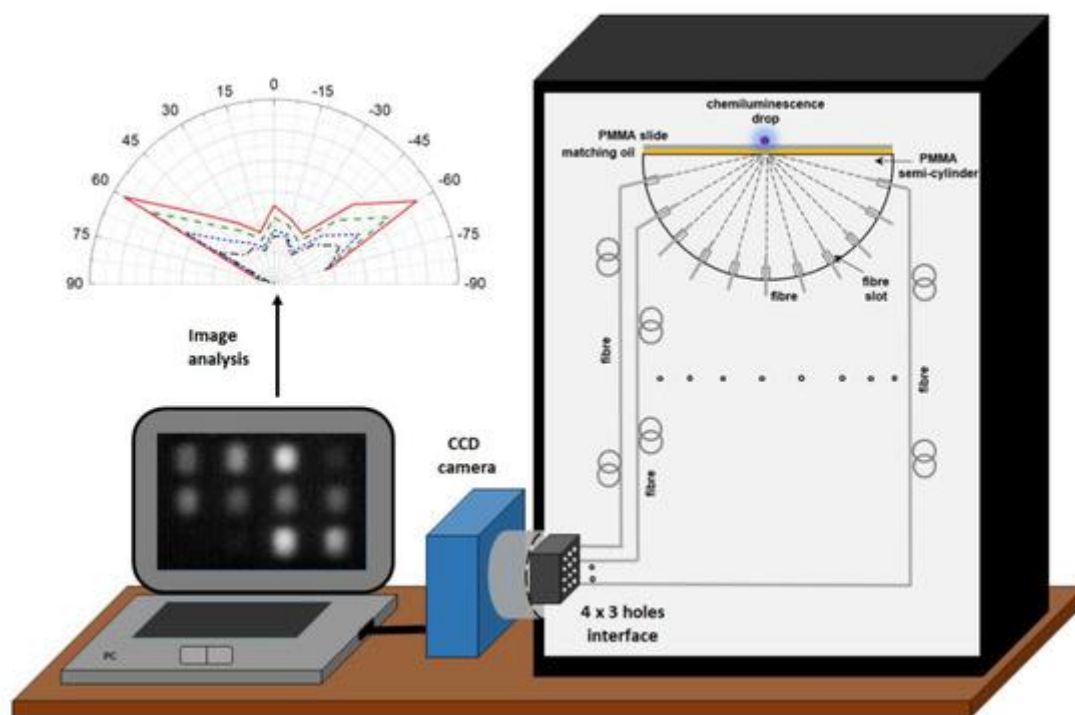 0
15
-15
30
-30
45
-45
60
-60
75
-75
90
-90
Image
analysis
CCD
camera
PC
chemiluminescence
drop
PMMA slide
matching oil
PMMA
semi-cylinder
fibre
fibre
slot
fibre
fibre
fibre
4 x 3 holes
interface